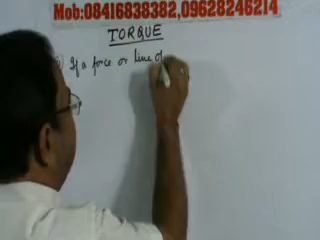 Mob:08416838382,09628246214
TORQUE
i) If a force or line of